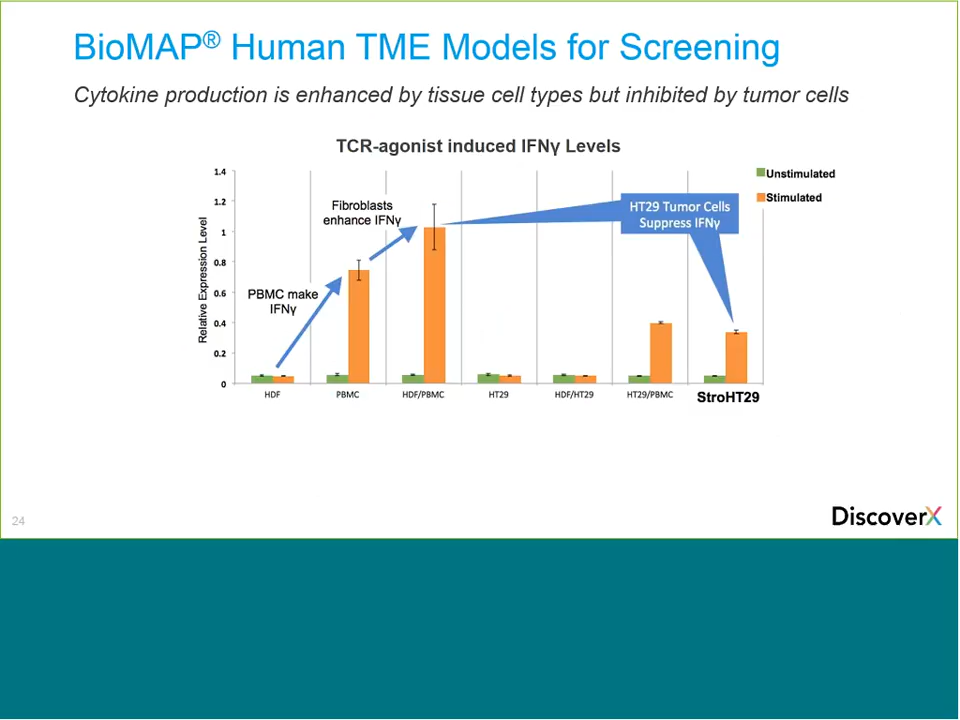 BioMAP® Human TME Models for Screening
Cytokine production is enhanced by tissue cell types but inhibited by tumor cells
TCR-agonist induced IFNγ Levels
Unstimulated
Stimulated
Relative Expression Level
1.4
1.2
1
0.8
0.6
0.4
0.2
0
PBMC make
IFNγ
Fibroblasts
enhance IFNγ
HT29 Tumor Cells
Suppress IFNγ
HDF
PBMC
HDF/PBMC
HT29
HDF/HT29
HT29/PBMC
StroHT29
24
DiscoverX